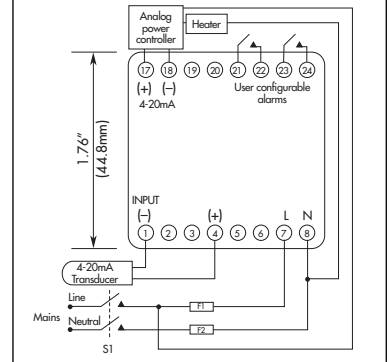 Analog
power
controller
Heater
17 18 19 20 21 22 23 24
(+) (−)
4-20mA
User configurable
alarms
1.76"
(44.8mm)
INPUT
(−) (+) L N
1 2 3 4 5 6 7 8
4-20mA
Transducer
Line
Mains
Neutral
F1
F2
S1